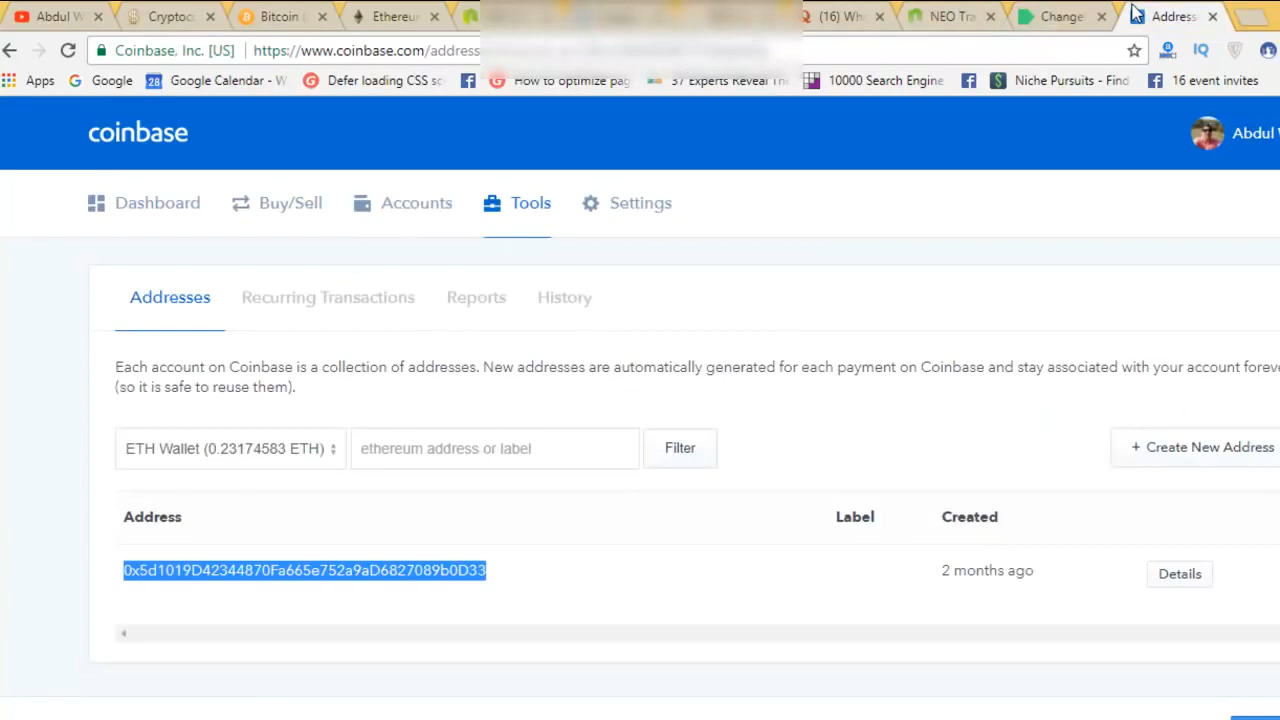 Abdul W
Cryptoc
Bitcoin
Ethereur
(16) Wh
NEO Tra
Change
Address
Coinbase, Inc. [US] https://www.coinbase.com/address
Apps Google 28 Google Calendar - W Defer loading CSS sc How to optimize pag 37 Experts Reveal 10000 Search Engine Niche Pursuits - Find 16 event invites
IQ
coinbase
Abdul
Dashboard Buy/Sell Accounts Tools Settings
Addresses Recurring Transactions Reports History
Each account on Coinbase is a collection of addresses. New addresses are automatically generated for each payment on Coinbase and stay associated with your account foreve
(so it is safe to reuse them).
ETH Wallet (0.23174583 ETH) ethereum address or label Filter + Create New Address
Address Label Created
0x5d1019D42344870Fa665e752a9aD6827089b0D33 2 months ago Details